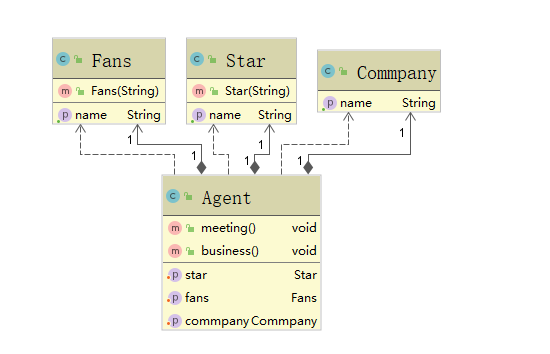 C Fans
m Fans(String)
p name String
C Star
m Star(String)
p name String
C Commpany
p name String
1
1
1
1
1
1
C Agent
m meeting() void
m business() void
p star Star
p fans Fans
p commpany Commpany